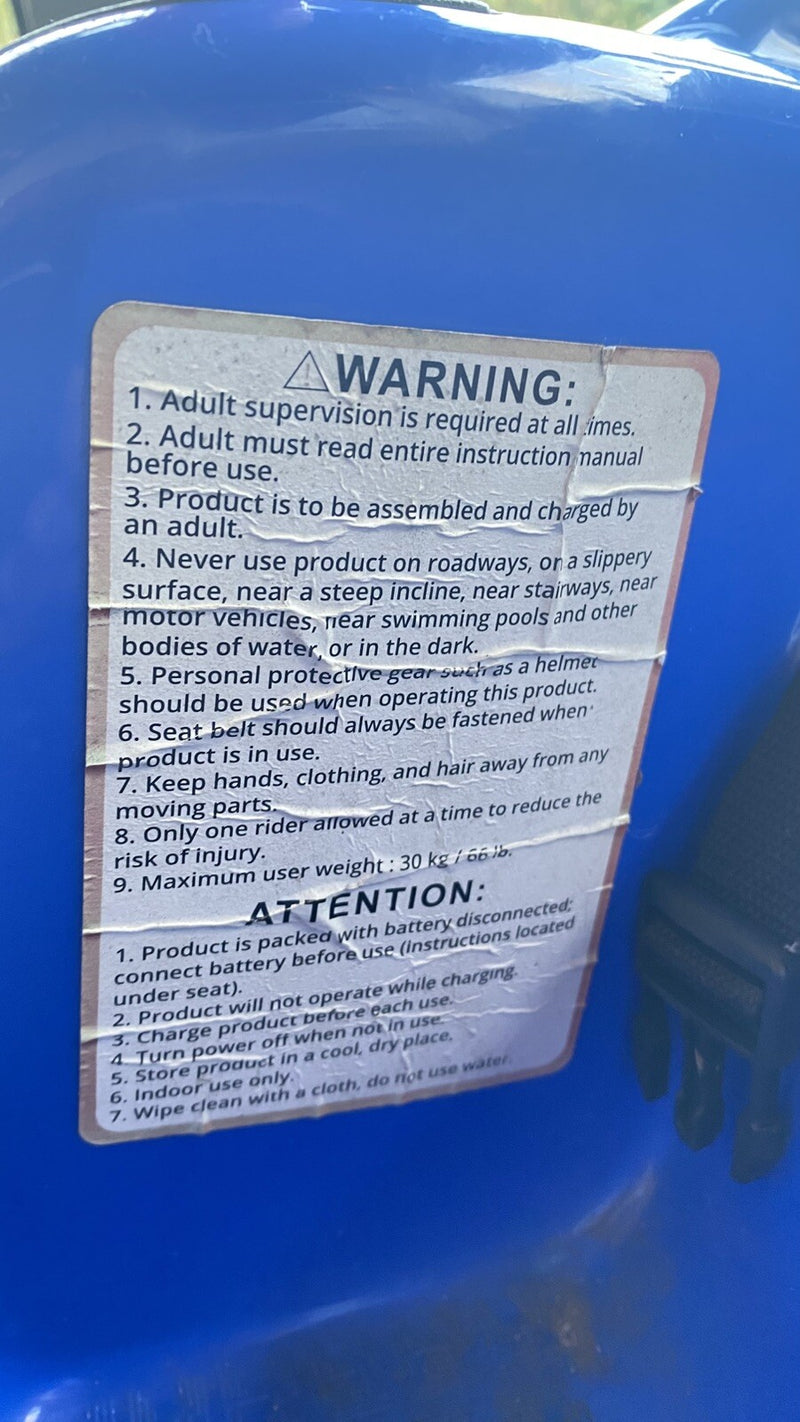 ⚠WARNING:
1. Adult supervision is required at all times.
2. Adult must read entire instruction manual
before use.
3. Product is to be assembled and charged by
an adult.
4. Never use product on roadways, on a slippery
surface, near a steep incline, near stairways, near
motor vehicles, near swimming pools and other
bodies of water, or in the dark.
5. Personal protective gear such as a helmet
should be used when operating this product.
6. Seat belt should always be fastened when
product is in use.
7. Keep hands, clothing, and hair away from any
moving parts.
8. Only one rider allowed at a time to reduce the
risk of injury.
9. Maximum user weight : 30 kg / 66 lb.
ATTENTION:
1. Product is packed with battery disconnected;
connect battery before use (instructions located
under seat).
2. Product will not operate while charging.
3. Charge product before each use.
4. Turn power off when not in use.
5. Store product in a cool, dry place.
6. Indoor use only.
7. Wipe clean with a cloth, do not use water.